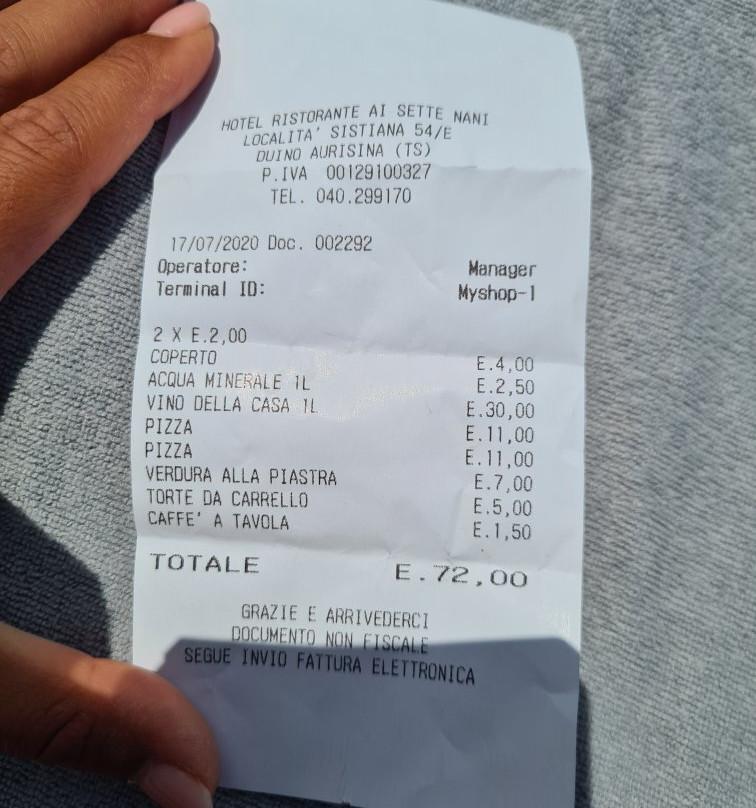 HOTEL RISTORANTE AI SETTE NANI
LOCALITA' SISTIANA 54/E
DUINO AURISINA (TS)
P.IVA 00129100327
TEL. 040.299170
17/07/2020 Doc. 002292
Operatore: Manager
Terminal ID: Myshop-1
2 X E.2,00
COPERTO E.4,00
ACQUA MINERALE 1L E.2,50
VINO DELLA CASA 1L E.30,00
PIZZA E.11,00
PIZZA E.11,00
VERDURA ALLA PIASTRA E.7,00
TORTE DA CARRELLO E.5,00
CAFFE' A TAVOLA E.1,50
TOTALE E.72,00
GRAZIE E ARRIVEDERCI
DOCUMENTO NON FISCALE
SEGUE INVIO FATTURA ELETTRONICA